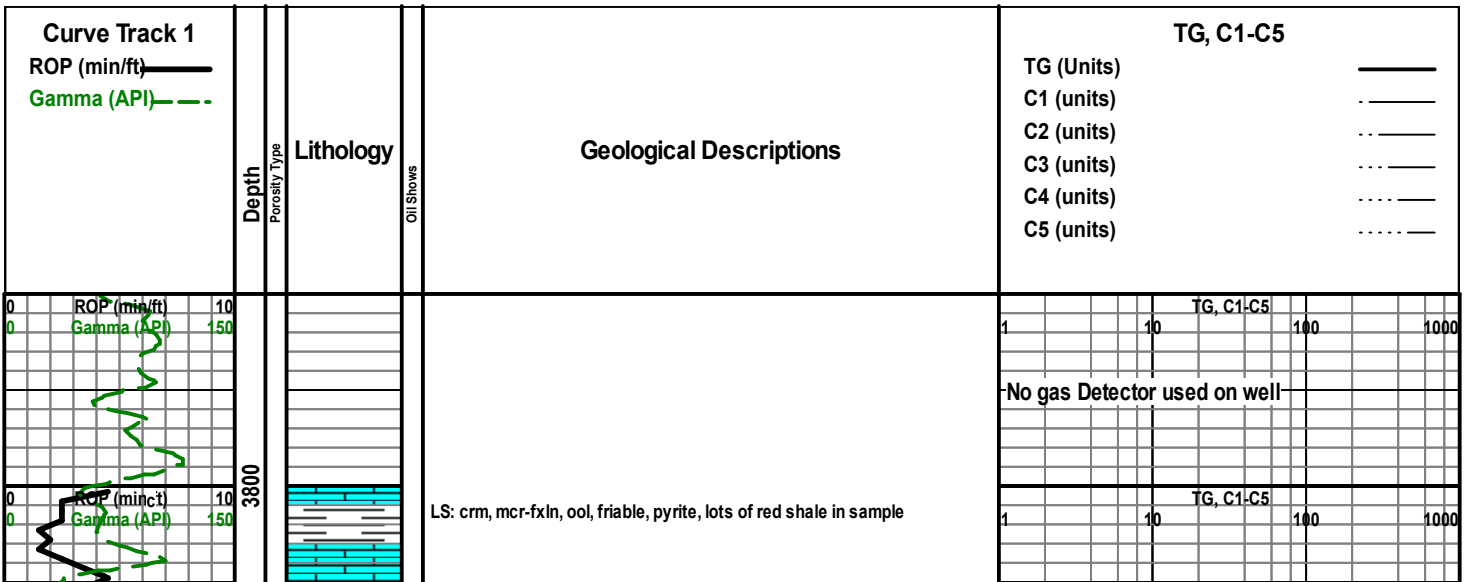 Curve Track 1
ROP (min/ft)
Gamma (API)
Depth
Porosity Type
Lithology
Oil Shows
Geological Descriptions
TG, C1-C5
TG (Units)
C1 (units)
C2 (units)
C3 (units)
C4 (units)
C5 (units)
0 ROP (min/ft) 10
0 Gamma (API) 150
TG, C1-C5
1 10 100 1000
No gas Detector used on well
3800
0 ROP (min/ft) 10
0 Gamma (API) 150
TG, C1-C5
1 10 100 1000
LS: crm, mcr-fxln, ool, friable, pyrite, lots of red shale in sample